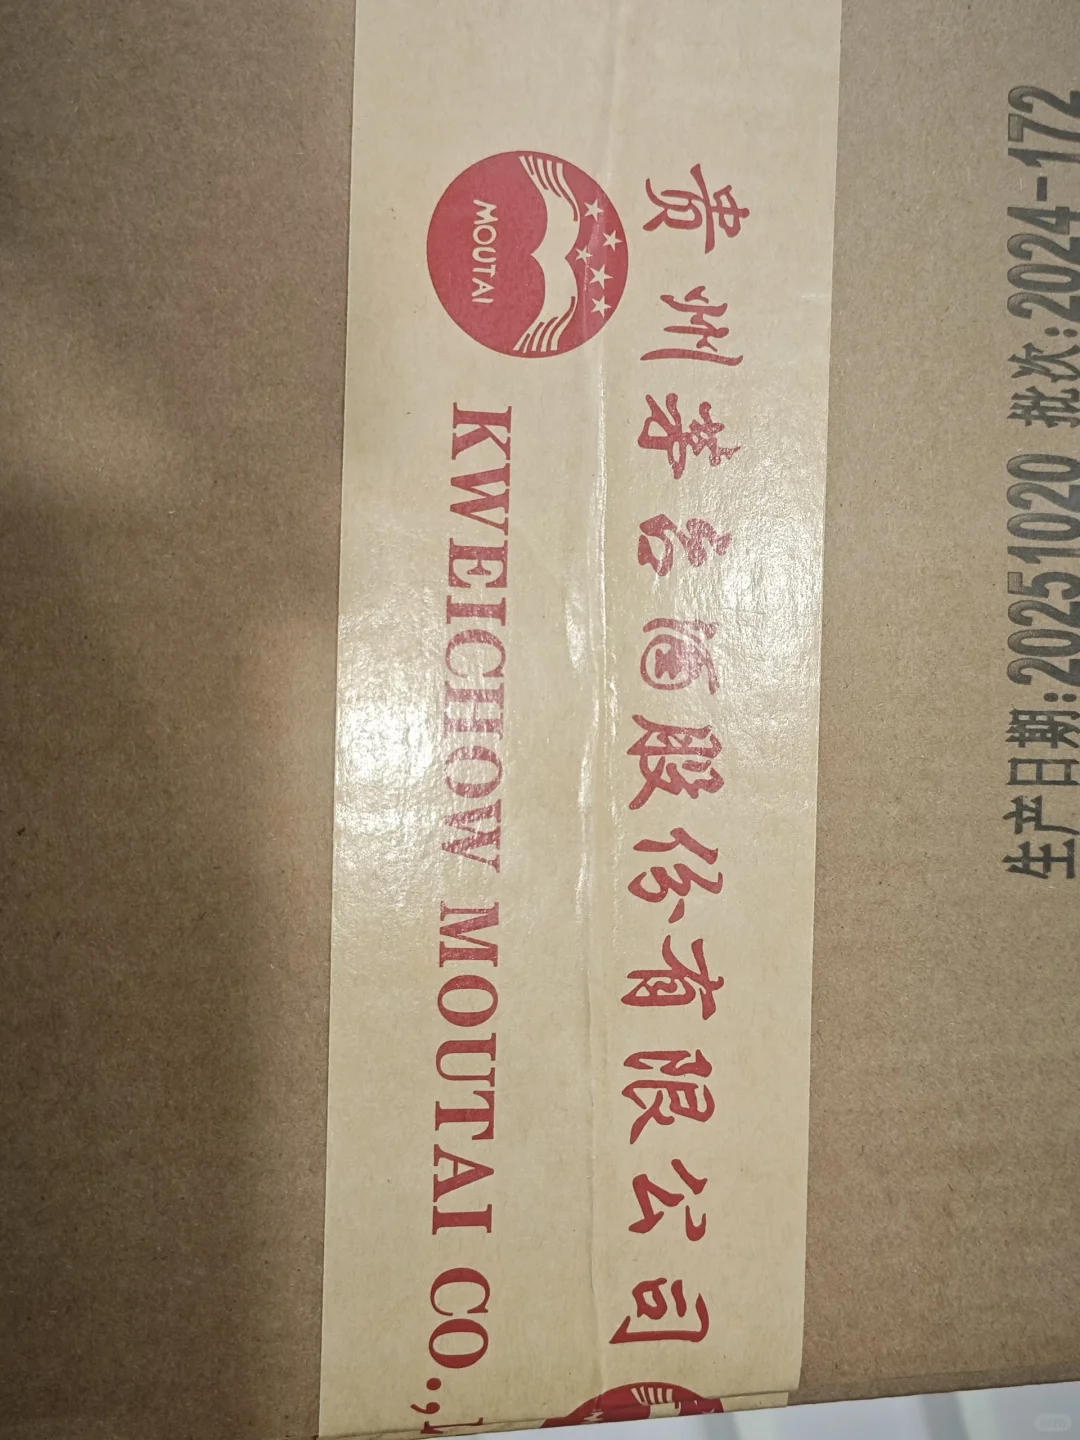 MOUTAI
贵州茅台酒股份有限公司
KWEICHOW MOUTAI CO.,
生产日期:20251020 批次:2024-172